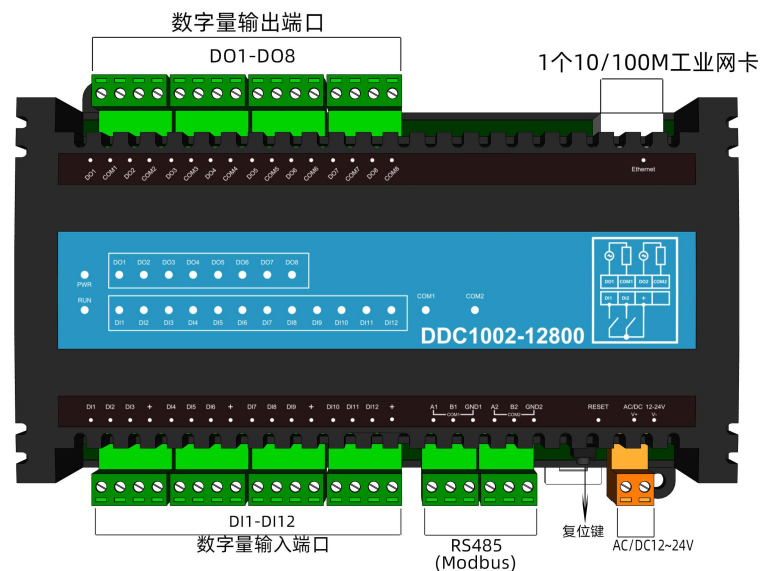 数字量输出端口
DO1-DO8
1个10/100M工业网卡
DO1 COM1 DO2 COM2 DO3 COM3 DO4 COM4 DO5 COM5 DO6 COM6 DO7 COM7 DO8 COM8
Ethernet
DO1 DO2 DO3 DO4 DO5 DO6 DO7 DO8
PWR
RUN
DI1 DI2 DI3 DI4 DI5 DI6 DI7 DI8 DI9 DI10 DI11 DI12
COM1 COM2
DO1 COM1 DO2 COM2
DI1 DI2 +
DDC1002-12800
DI1 DI2 DI3 + DI4 DI5 DI6 + DI7 DI8 DI9 + DI10 DI11 DI12 +
A1 B1 GND1 A2 B2 GND2
COM1 COM2
RESET
AC/DC 12-24V
V+ V-
DI1-DI12
数字量输入端口
RS485
(Modbus)
复位键
AC/DC12~24V